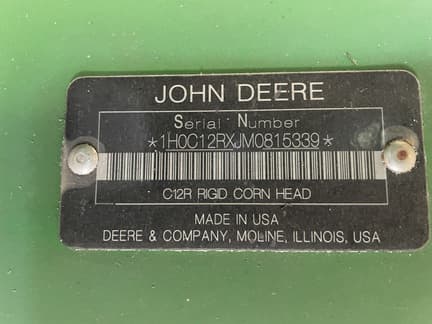 JOHN DEERE
Serial Number
*1H0C12RXJM0815339*
C12R RIGID CORN HEAD
MADE IN USA
DEERE & COMPANY, MOLINE, ILLINOIS, USA